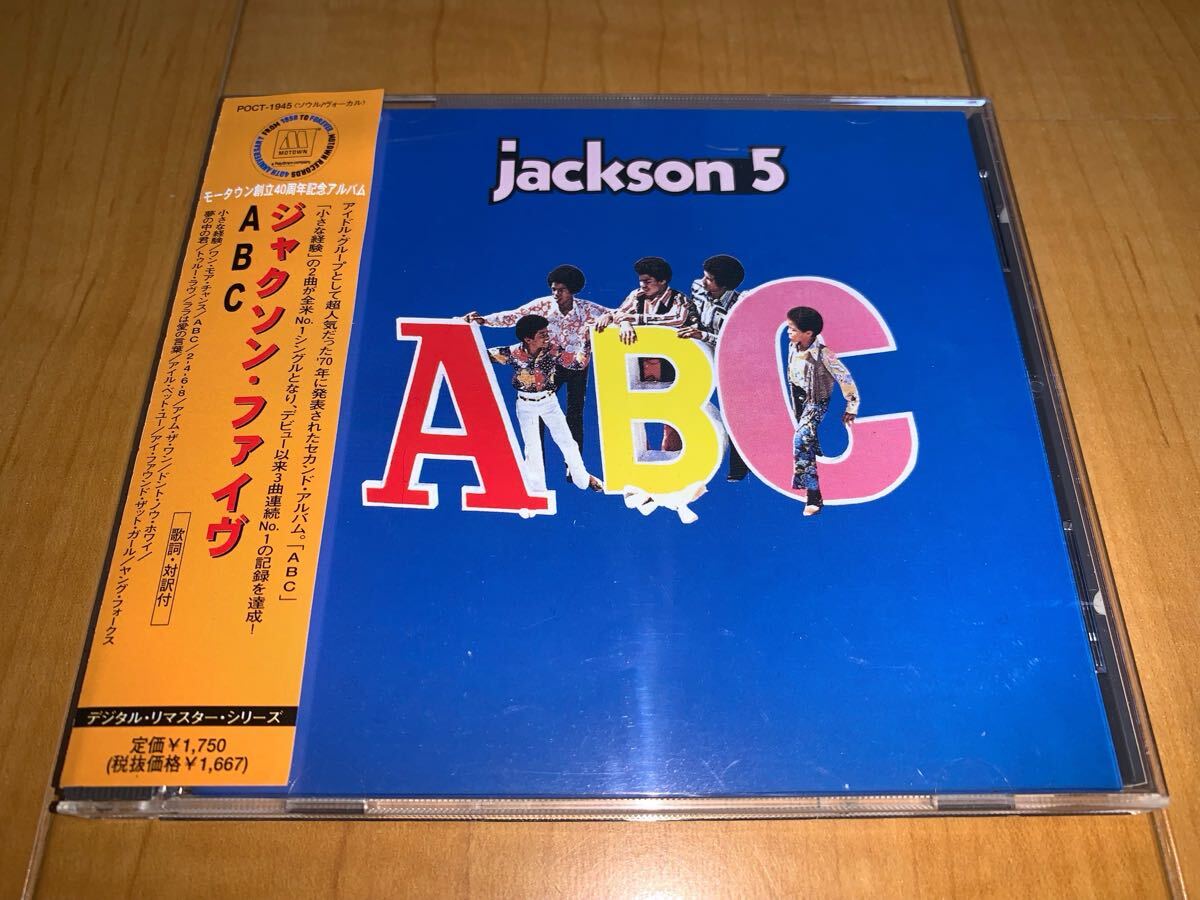 POCT-1945〈ソウル/ヴォーカル〉
40TH ANNIVERSARY FROM 1958 TO FOREVER MOTOWN RECORDS
M
MOTOWN
a PolyGram company
モータウン創立40周年記念アルバム
アイドル・グループとして超人気だった'70年に発表されたセカンド・アルバム。「ABC」
「小さな経験」の2曲が全米No.1シングルとなり、デビュー以来3曲連続No.1の記録を達成!
ジャクソン・ファイヴ
ABC
小さな経験/ワン・モア・チャンス/ABC/2-4-6-8/アイム・ザ・ワン/ドント・ノウ・ホワイ/
夢の中の君/トゥルー・ラヴ/ララは愛の言葉/アイル・ベット・ユー/アイ・ファウンド・ザット・ガール/ヤング・フォークス
歌詞・対訳付
デジタル・リマスター・シリーズ
定価￥1,750
(税抜価格￥1,667)
jackson 5
ABC